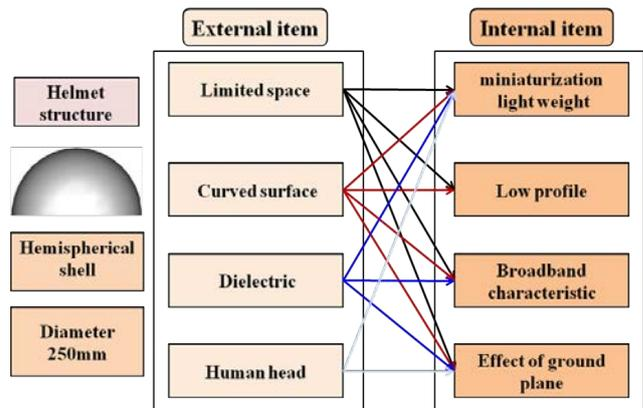 External item
Internal item
Helmet
structure
Hemispherical
shell
Diameter
250mm
Limited space
Curved surface
Dielectric
Human head
miniaturization
light weight
Low profile
Broadband
characteristic
Effect of ground
plane